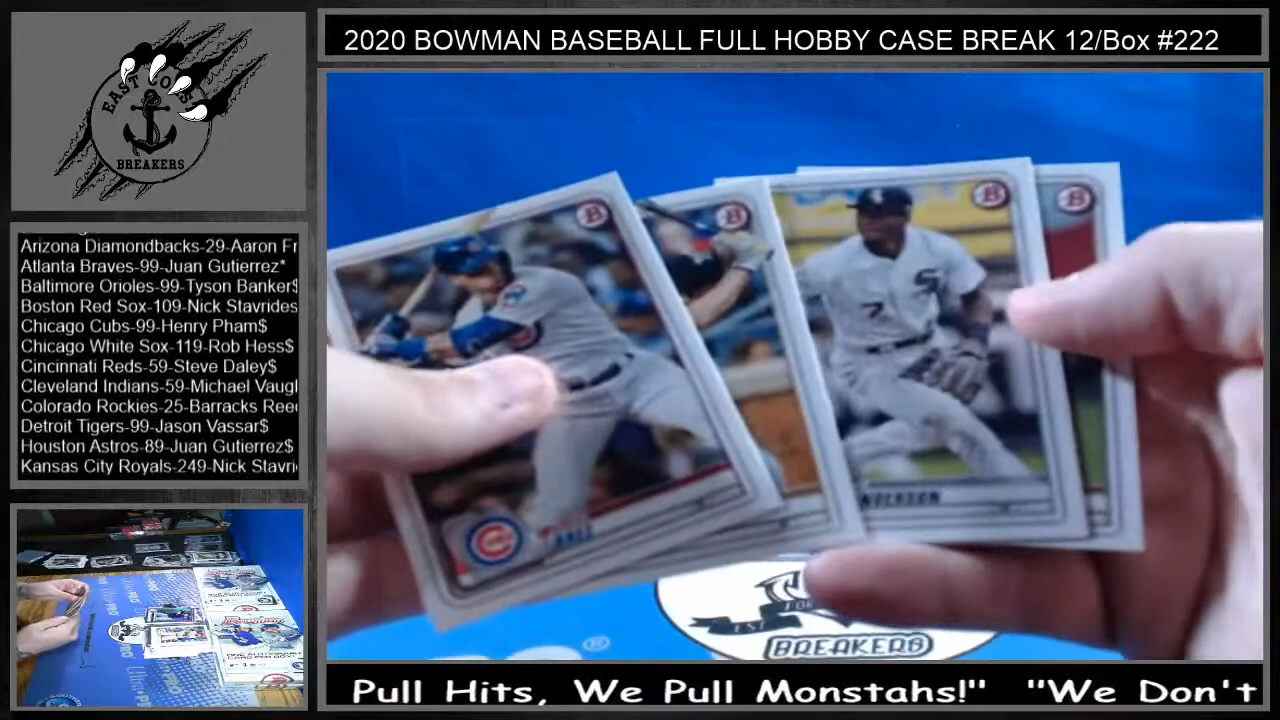 2020 BOWMAN BASEBALL FULL HOBBY CASE BREAK 12/Box #222
EAST COAST
BREAKERS
Arizona Diamondbacks-29-Aaron Fr
Atlanta Braves-99-Juan Gutierrez*
Baltimore Orioles-99-Tyson Banker$
Boston Red Sox-109-Nick Stavrides
Chicago Cubs-99-Henry Pham$
Chicago White Sox-119-Rob Hess$
Cincinnati Reds-59-Steve Daley$
Cleveland Indians-59-Michael Vaugl
Colorado Rockies-25-Barracks Ree
Detroit Tigers-99-Jason Vassar$
Houston Astros-89-Juan Gutierrez$
Kansas City Royals-249-Nick Stavri
B
B
B
B
7
NDERSON
BREAKERS
®
Pull Hits, We Pull Monstahs!" "We Don't